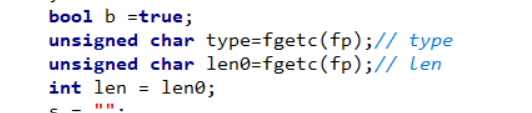 bool b =true;
unsigned char type=fgetc(fp);// type
unsigned char len0=fgetc(fp);// len
int len = len0;
s = "";